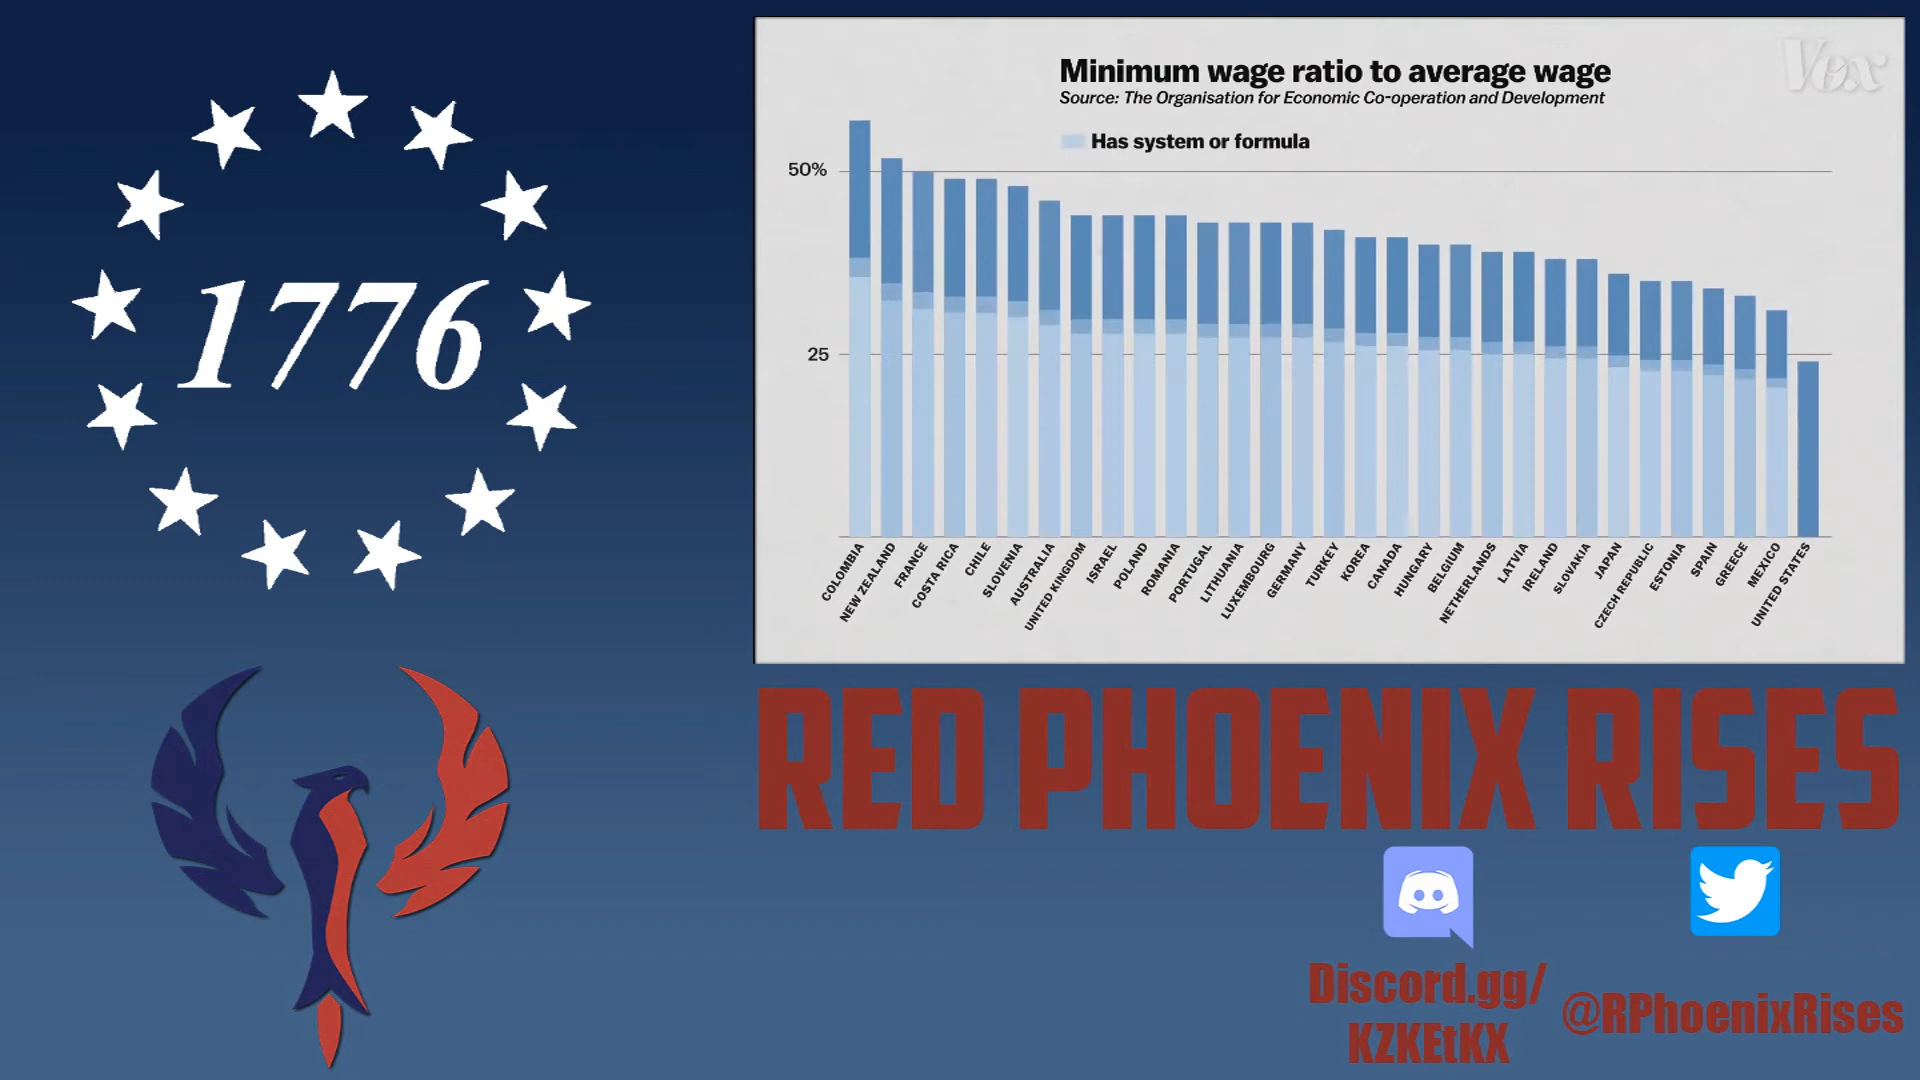 1776
Vox
Minimum wage ratio to average wage
Source: The Organisation for Economic Co-operation and Development
Has system or formula
50%
25
COLOMBIA
NEW ZEALAND
FRANCE
COSTA RICA
CHILE
SLOVENIA
AUSTRALIA
UNITED KINGDOM
ISRAEL
POLAND
ROMANIA
PORTUGAL
LITHUANIA
LUXEMBOURG
GERMANY
TURKEY
KOREA
CANADA
HUNGARY
BELGIUM
NETHERLANDS
LATVIA
IRELAND
SLOVAKIA
JAPAN
CZECH REPUBLIC
ESTONIA
SPAIN
GREECE
MEXICO
UNITED STATES
RED PHOENIX RISES
Discord.gg/
KZKEtKX
@RPhoenixRises